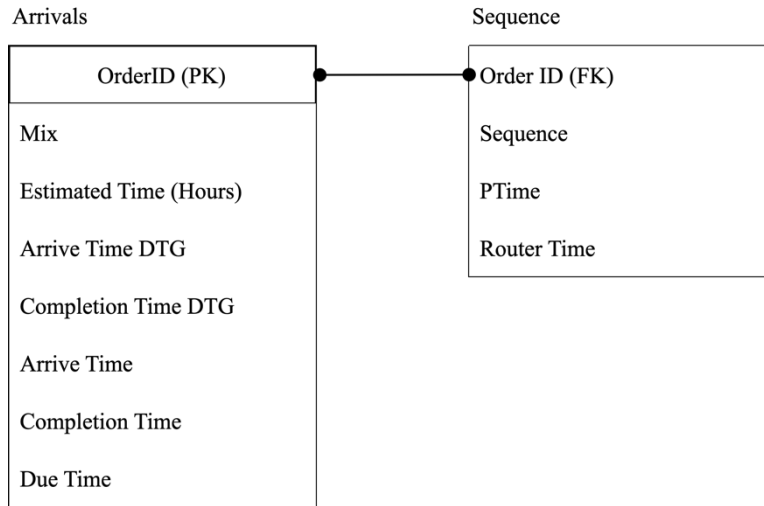 Arrivals
OrderID (PK)
Mix
Estimated Time (Hours)
Arrive Time DTG
Completion Time DTG
Arrive Time
Completion Time
Due Time
Sequence
Order ID (FK)
Sequence
PTime
Router Time